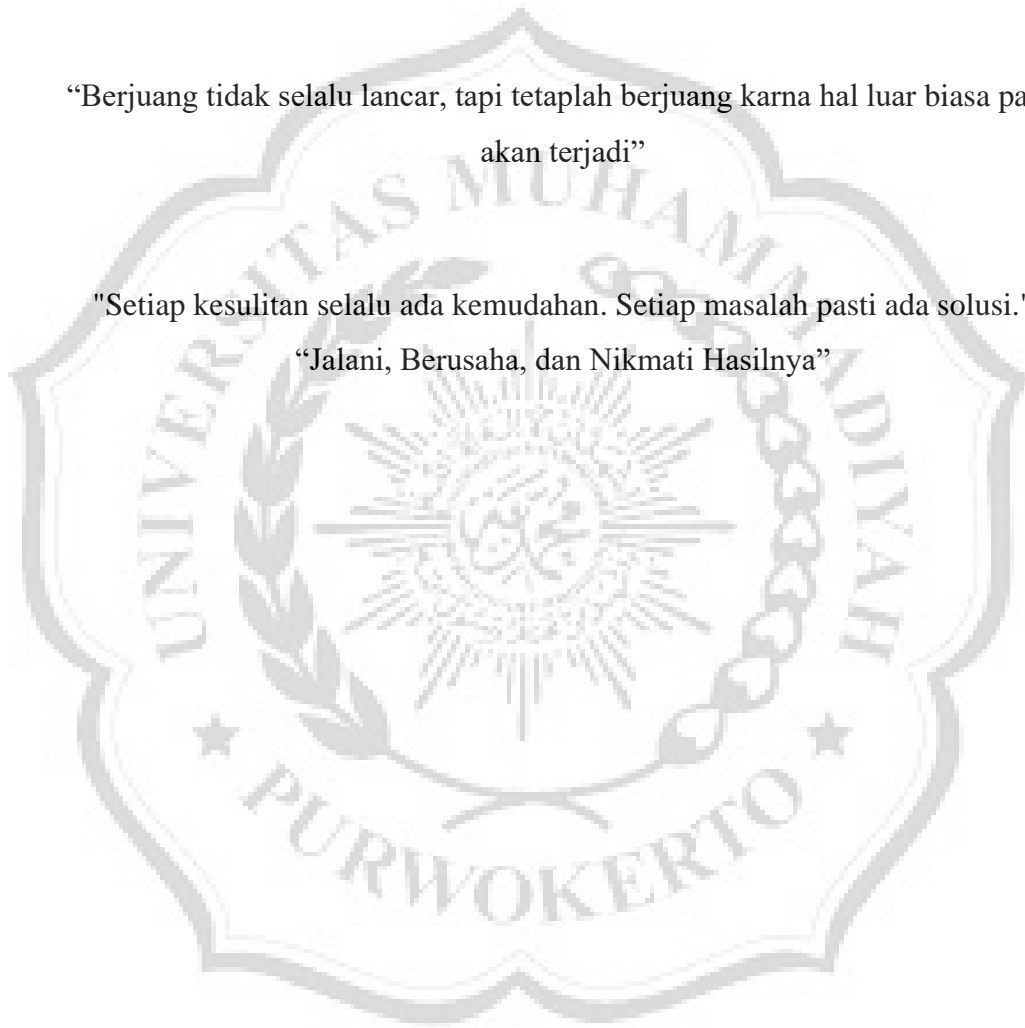 “Berjuang tidak selalu lancar, tapi tetaplah berjuang karna hal luar biasa
akan terjadi”
"Setiap kesulitan selalu ada kemudahan. Setiap masalah pasti ada solusi.
“Jalani, Berusaha, dan Nikmati Hasilnya”
UNIVERSITAS MUHAMMADIYAH
PURWOKERTO